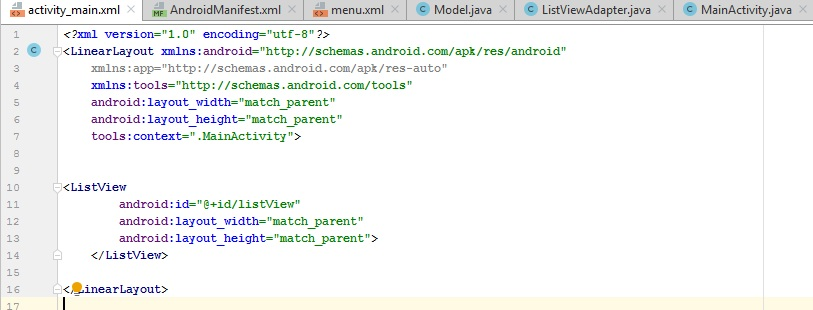 activity_main.xml AndroidManifest.xml menu.xml Model.java ListViewAdapter.java MainActivity.java
1 <?xml version="1.0" encoding="utf-8"?>
2 <LinearLayout xmlns:android="http://schemas.android.com/apk/res/android"
3 xmlns:app="http://schemas.android.com/apk/res-auto"
4 xmlns:tools="http://schemas.android.com/tools"
5 android:layout_width="match_parent"
6 android:layout_height="match_parent"
7 tools:context=".MainActivity">
8
9
10 <ListView
11 android:id="@+id/listView"
12 android:layout_width="match_parent"
13 android:layout_height="match_parent">
14 </ListView>
15
16 </LinearLayout>
17